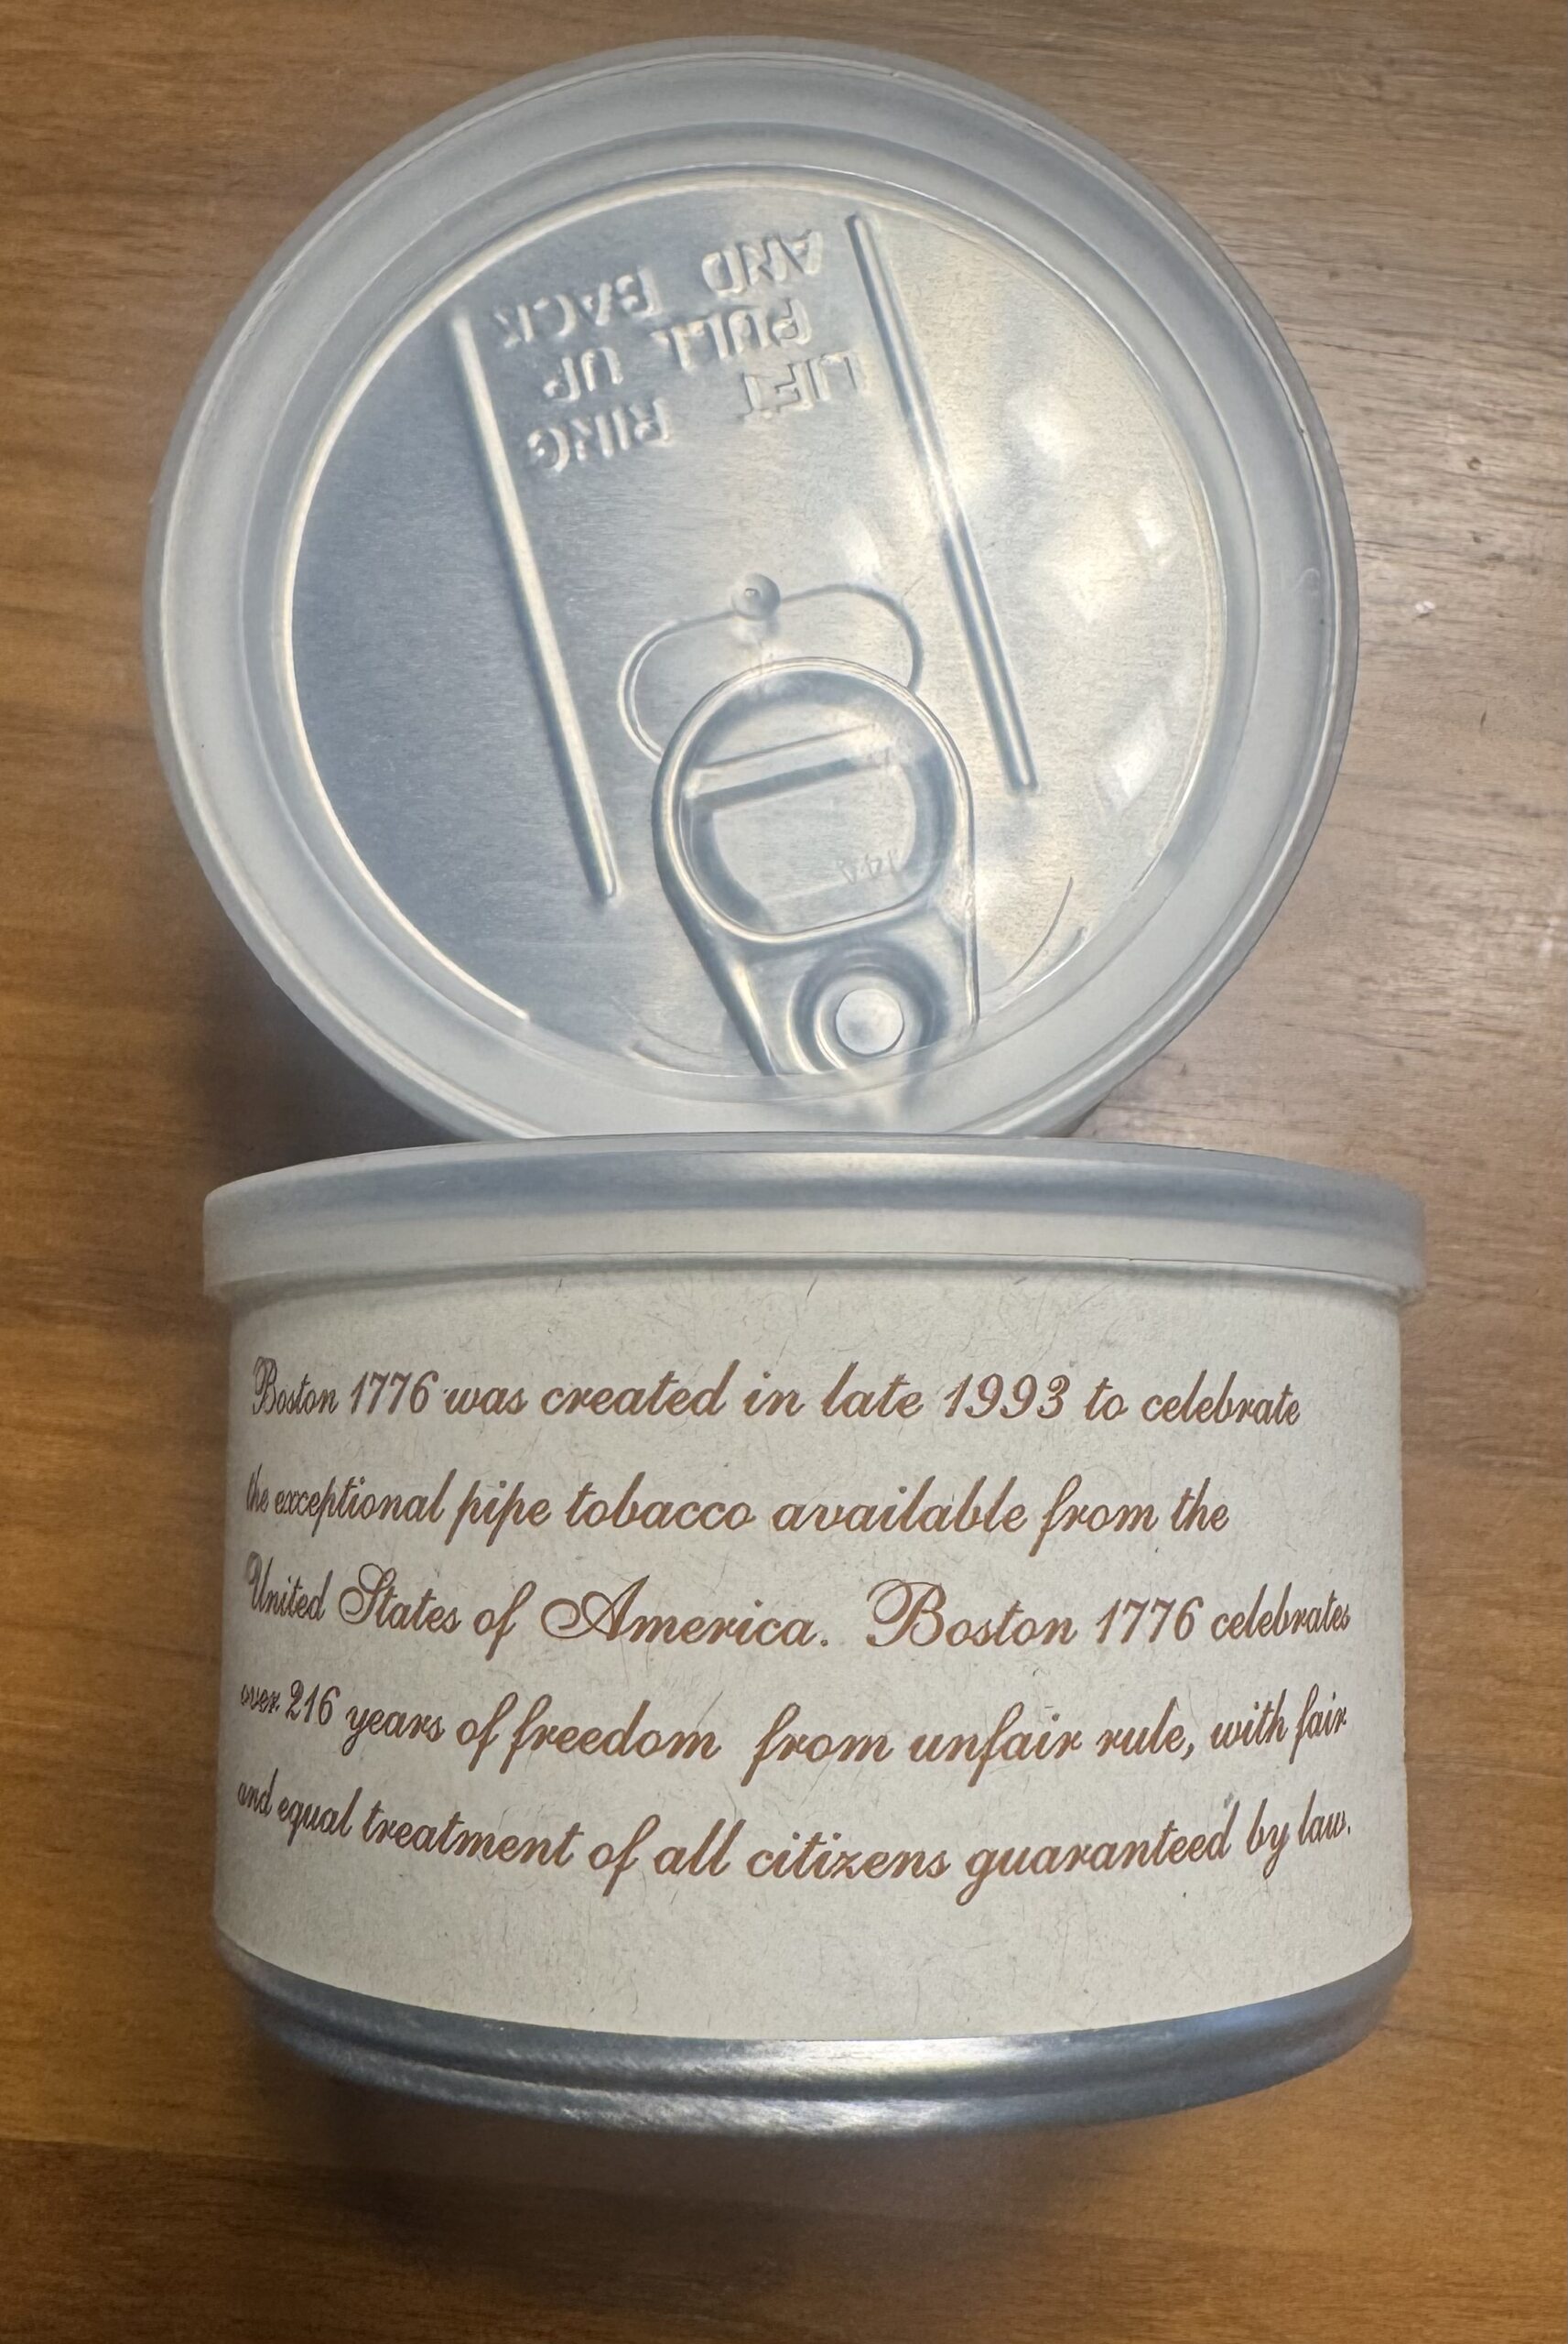 LIFT RING
PULL UP
AND BACK
Boston 1776 was created in late 1993 to celebrate
the exceptional pipe tobacco available from the
United States of America. Boston 1776 celebrates
over 216 years of freedom from unfair rule, with fair
and equal treatment of all citizens guaranteed by law.